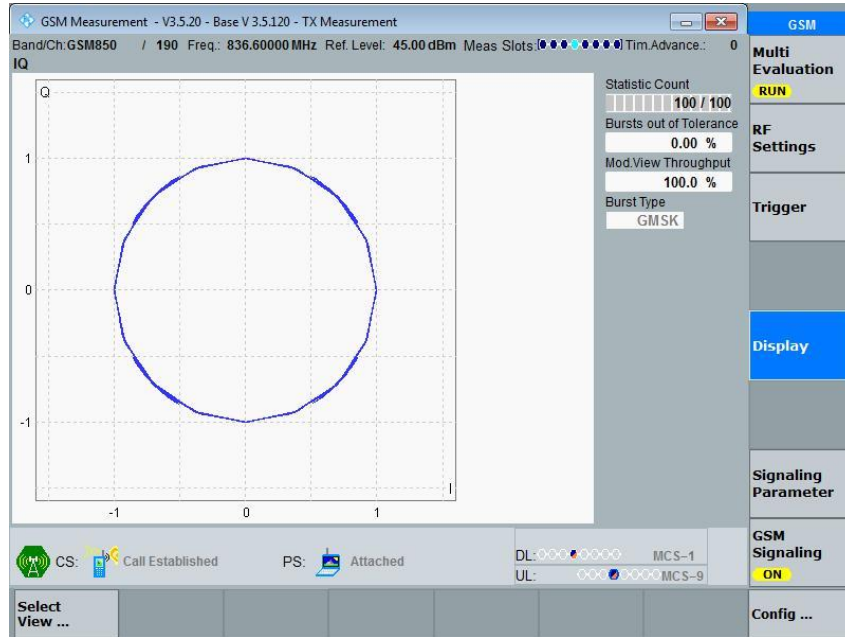 GSM Measurement - V3.5.20 - Base V 3.5.120 - TX Measurement
GSM
Band/Ch:GSM850 / 190 Freq.: 836.60000 MHz Ref. Level: 45.00 dBm Meas Slots: Tim.Advance.: 0
IQ
Multi
Evaluation
RUN
Q
Statistic Count
100 / 100
Bursts out of Tolerance
0.00 %
Mod.View Throughput
100.0 %
Burst Type
GMSK
RF
Settings
Trigger
1
0
-1
I
-1 0 1
Display
Signaling
Parameter
CS: Call Established PS: Attached DL: MCS-1
UL: MCS-9
GSM
Signaling
ON
Select
View ...
Config ...